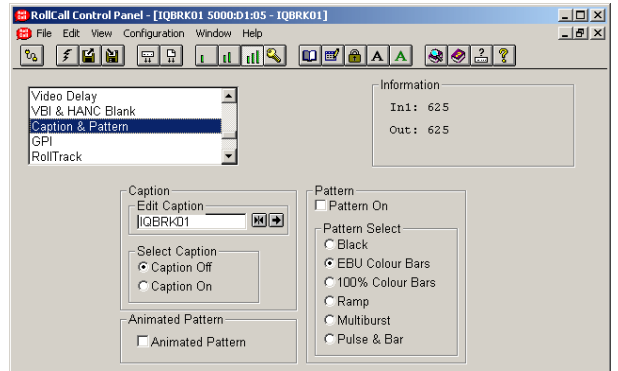 RollCall Control Panel - [IQBRK01 5000:D1:05 - IQBRK01]
File Edit View Configuration Window Help
Video Delay
VBI & HANC Blank
Caption & Pattern
GPI
RollTrack
Information
In1: 625
Out: 625
Caption
Edit Caption
IQBRK01
Select Caption
Caption Off
Caption On
Animated Pattern
Animated Pattern
Pattern
Pattern On
Pattern Select
Black
EBU Colour Bars
100% Colour Bars
Ramp
Multiburst
Pulse & Bar